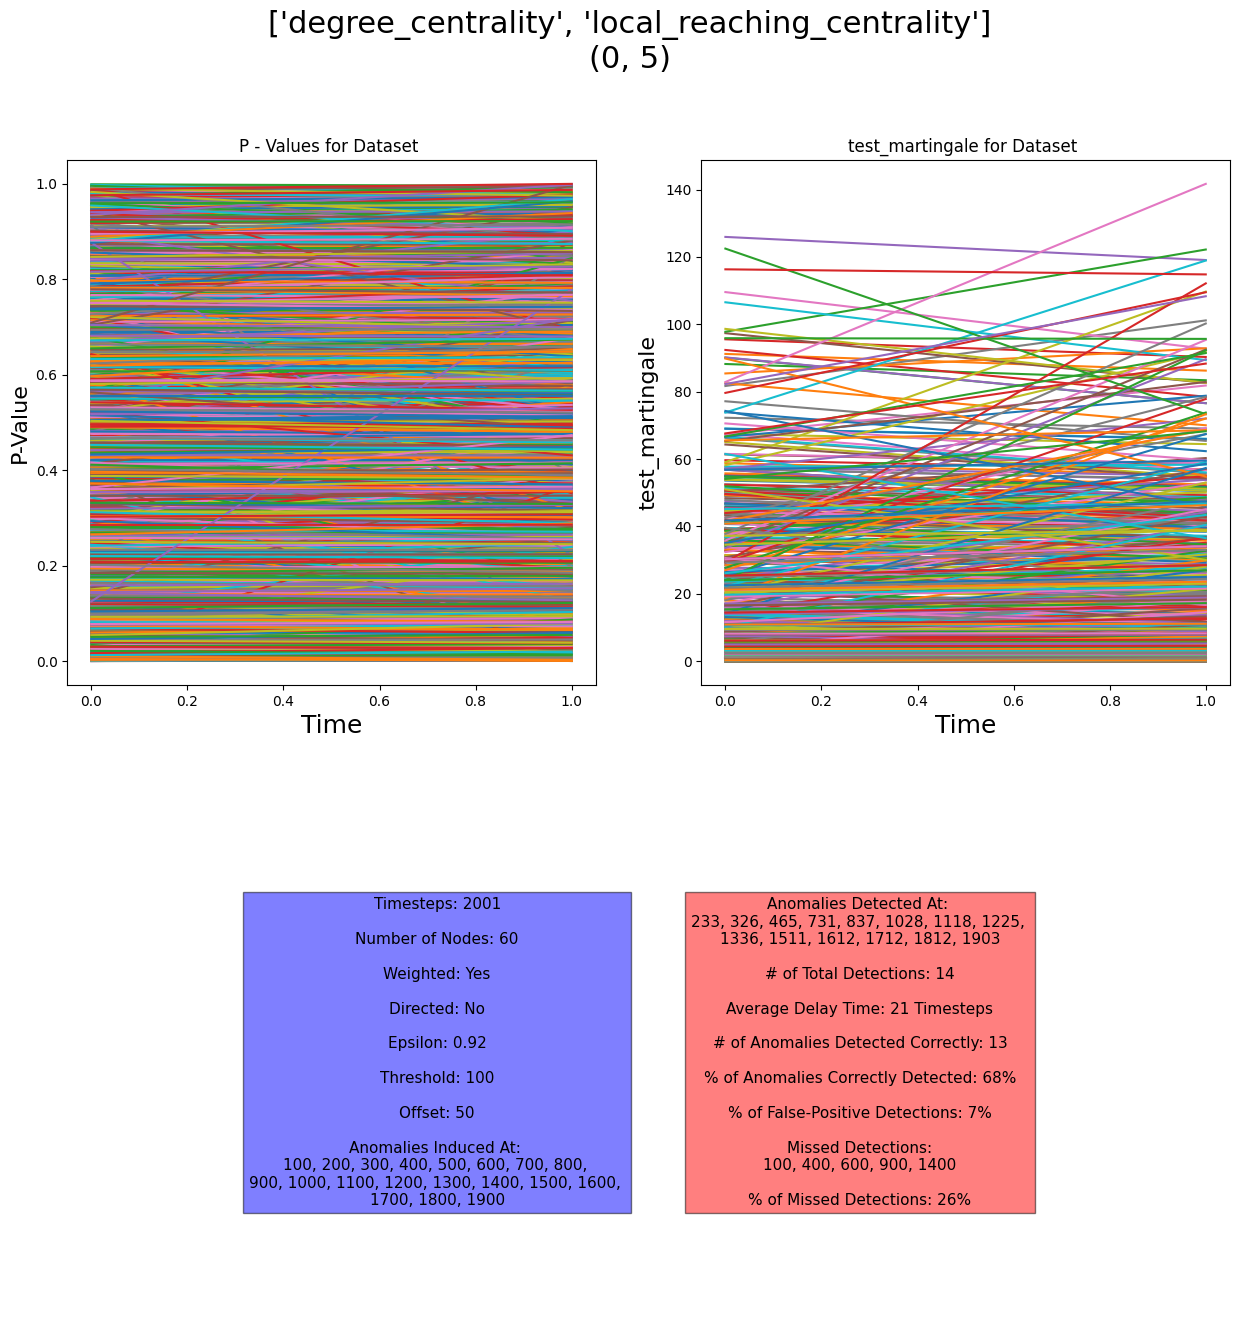 ['degree_centrality', 'local_reaching_centrality']
(0, 5)
P - Values for Dataset
1.0
0.8
0.6
0.4
0.2
0.0
P-Value
0.0 0.2 0.4 0.6 0.8 1.0
Time
test_martingale for Dataset
140
120
100
80
60
40
20
0
test_martingale
0.0 0.2 0.4 0.6 0.8 1.0
Time
Timesteps: 2001
Number of Nodes: 60
Weighted: Yes
Directed: No
Epsilon: 0.92
Threshold: 100
Offset: 50
Anomalies Induced At:
100, 200, 300, 400, 500, 600, 700, 800,
900, 1000, 1100, 1200, 1300, 1400, 1500, 1600,
1700, 1800, 1900
Anomalies Detected At:
233, 326, 465, 731, 837, 1028, 1118, 1225,
1336, 1511, 1612, 1712, 1812, 1903
# of Total Detections: 14
Average Delay Time: 21 Timesteps
# of Anomalies Detected Correctly: 13
% of Anomalies Correctly Detected: 68%
% of False-Positive Detections: 7%
Missed Detections:
100, 400, 600, 900, 1400
% of Missed Detections: 26%